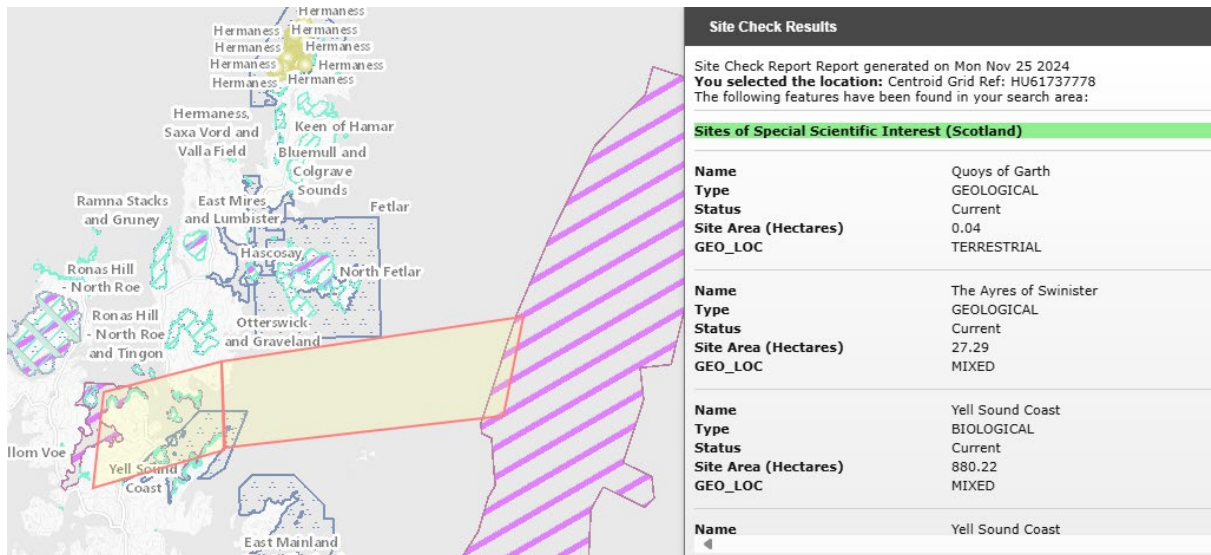 Hermaness
Hermaness Hermaness
Hermaness
Hermaness Hermaness
Hermaness Hermaness
Hermaness,
Saxa Vord and
Valla Field
Keen of Hamar
Bluemull and
Colgrave
Sounds
Ramna Stacks
and Gruney
East Mires
and Lumbister
Fetlar
Hascosay
North Fetlar
Ronas Hill
- North Roe
Ronas Hill
- North Roe
and Tingon
Otterswick
and Graveland
llom Voe
Yell Sound
Coast
East Mainland
Site Check Results
Site Check Report Report generated on Mon Nov 25 2024
You selected the location: Centroid Grid Ref: HU61737778
The following features have been found in your search area:
Sites of Special Scientific Interest (Scotland)
Name Quoys of Garth
Type GEOLOGICAL
Status Current
Site Area (Hectares) 0.04
GEO_LOC TERRESTRIAL
Name The Ayres of Swinister
Type GEOLOGICAL
Status Current
Site Area (Hectares) 27.29
GEO_LOC MIXED
Name Yell Sound Coast
Type BIOLOGICAL
Status Current
Site Area (Hectares) 880.22
GEO_LOC MIXED
Name Yell Sound Coast